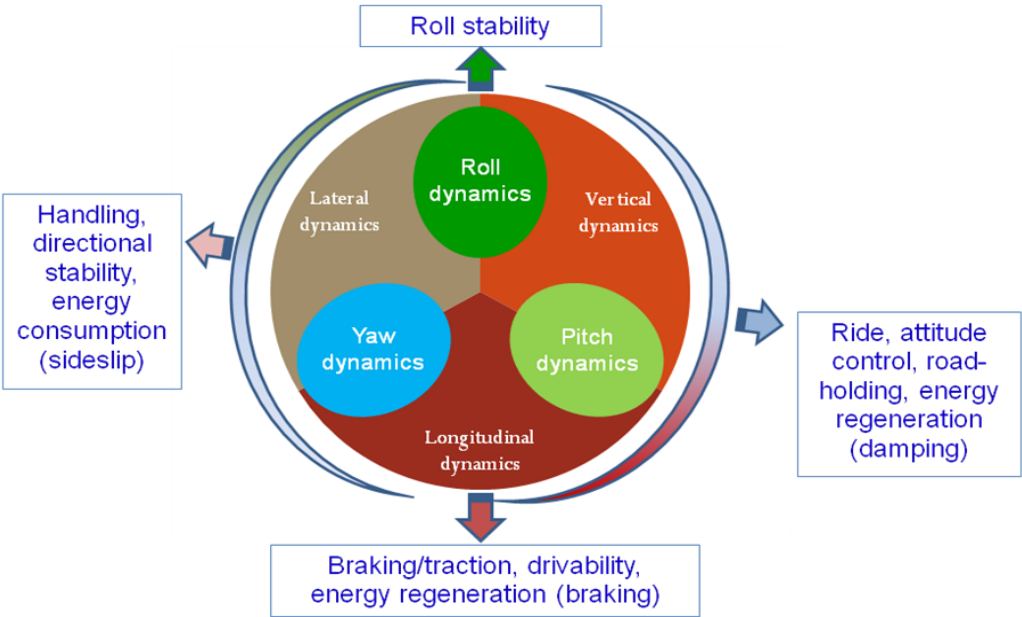 Roll stability
Roll
dynamics
Lateral
dynamics
Vertical
dynamics
Handling,
directional
stability,
energy
consumption
(sideslip)
Yaw
dynamics
Pitch
dynamics
Ride, attitude
control, road-
holding, energy
regeneration
(damping)
Longitudinal
dynamics
Braking/traction, drivability,
energy regeneration (braking)